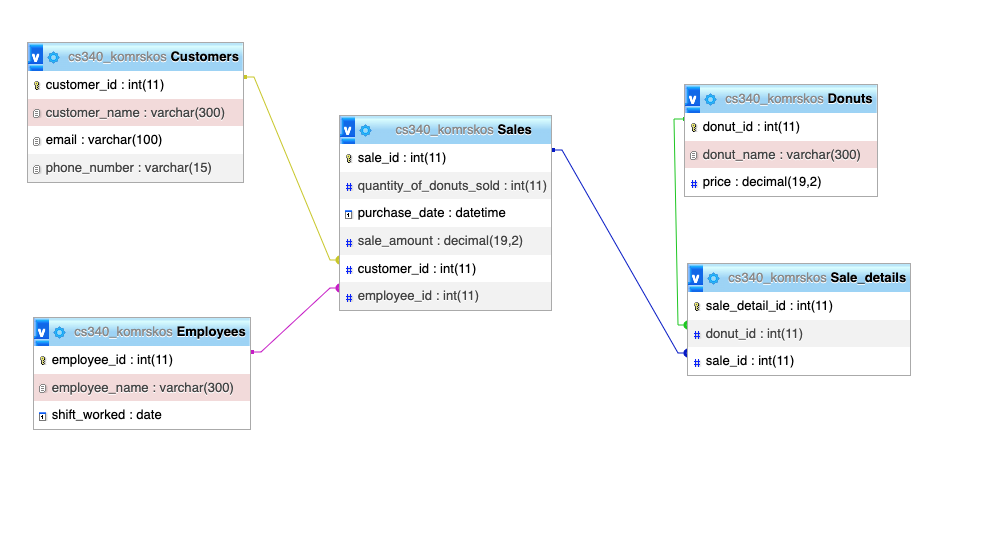 v cs340_komrskos Customers
customer_id : int(11)
customer_name : varchar(300)
email : varchar(100)
phone_number : varchar(15)
v cs340_komrskos Sales
sale_id : int(11)
# quantity_of_donuts_sold : int(11)
purchase_date : datetime
# sale_amount : decimal(19,2)
# customer_id : int(11)
# employee_id : int(11)
v cs340_komrskos Employees
employee_id : int(11)
employee_name : varchar(300)
shift_worked : date
v cs340_komrskos Donuts
donut_id : int(11)
donut_name : varchar(300)
# price : decimal(19,2)
v cs340_komrskos Sale_details
sale_detail_id : int(11)
# donut_id : int(11)
# sale_id : int(11)